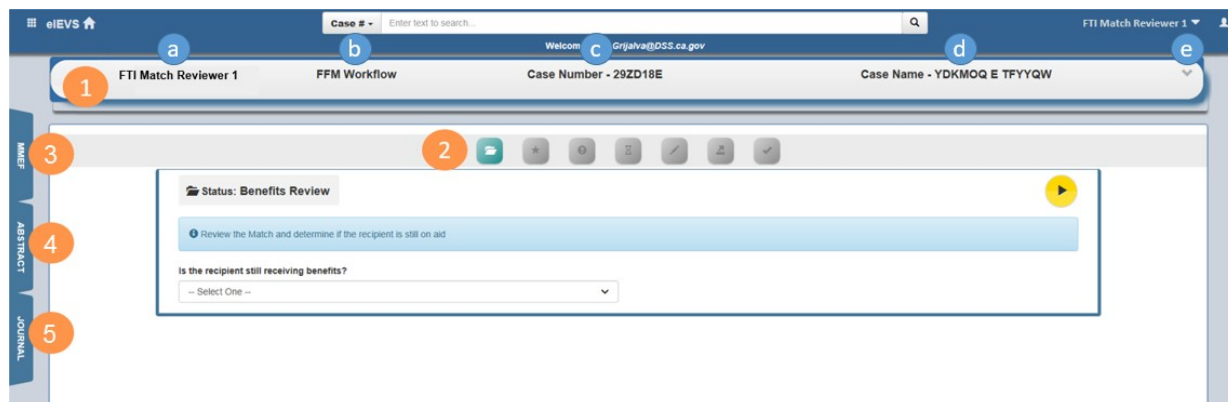 eIEVS
Case #
Enter text to search...
FTI Match Reviewer 1
Welcom Grijalva@DSS.ca.gov
a
b
c
d
e
1
FTI Match Reviewer 1
FFM Workflow
Case Number - 29ZD18E
Case Name - YDKMOQ E TFYYQW
2
MMEF
3
Status: Benefits Review
Review the Match and determine if the recipient is still on aid
ABSTRACT
4
Is the recipient still receiving benefits?
-- Select One --
JOURNAL
5